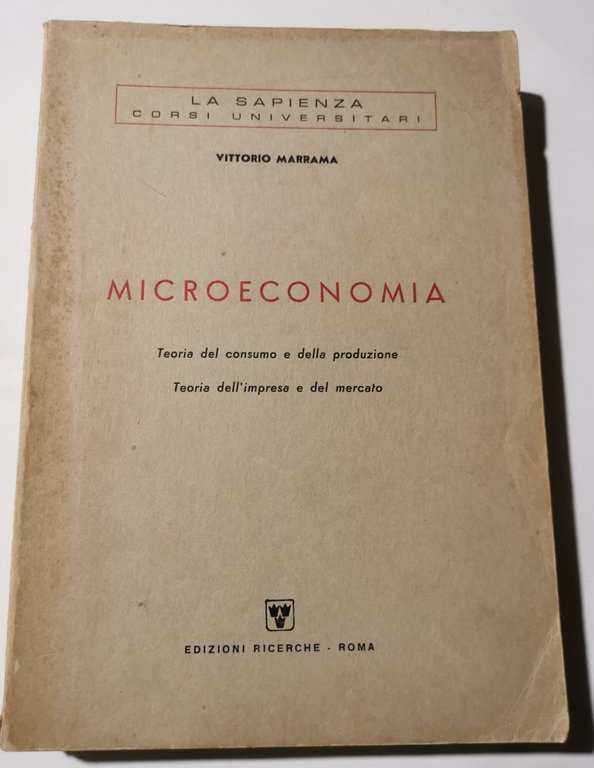 LA SAPIENZA
CORSI UNIVERSITARI
VITTORIO MARRAMA
MICROECONOMIA
Teoria del consumo e della produzione
Teoria dell'impresa e del mercato
EDIZIONI RICERCHE - ROMA